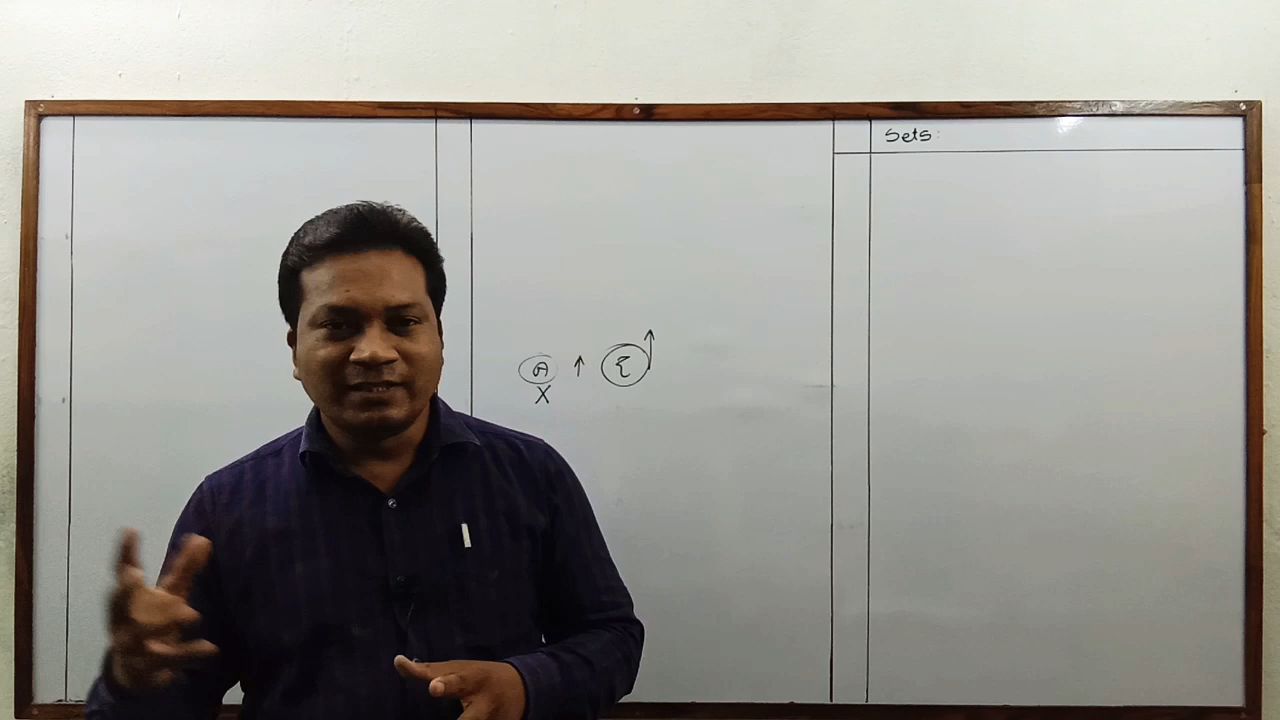 Sets:
A ↑ ξ ↑
X